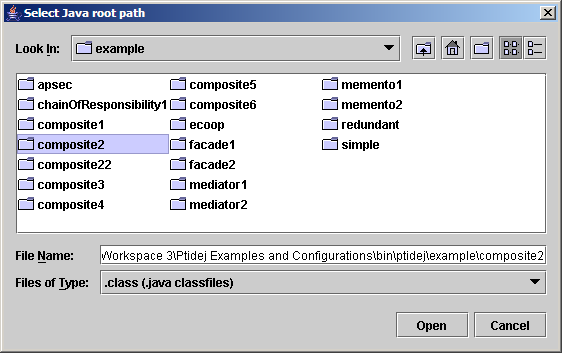 Select Java root path
Look In: example
apsec composite5 memento1
chainOfResponsibility1 composite6 memento2
composite1 ecoop redundant
composite2 facade1 simple
composite22 facade2
composite3 mediator1
composite4 mediator2
File Name: Workspace 3\Ptidej Examples and Configurations\bin\ptidej\example\composite2
Files of Type: .class (.java classfiles)
Open Cancel